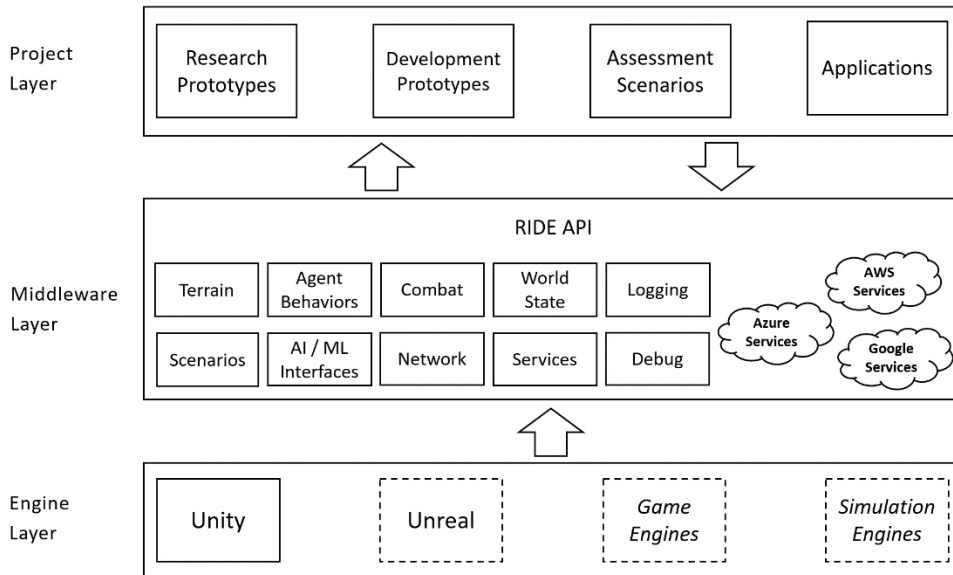 Project
Layer
Research
Prototypes
Development
Prototypes
Assessment
Scenarios
Applications
Middleware
Layer
RIDE API
Terrain
Agent
Behaviors
Combat
World
State
Logging
Scenarios
AI / ML
Interfaces
Network
Services
Debug
Azure
Services
AWS
Services
Google
Services
Engine
Layer
Unity
Unreal
Game
Engines
Simulation
Engines